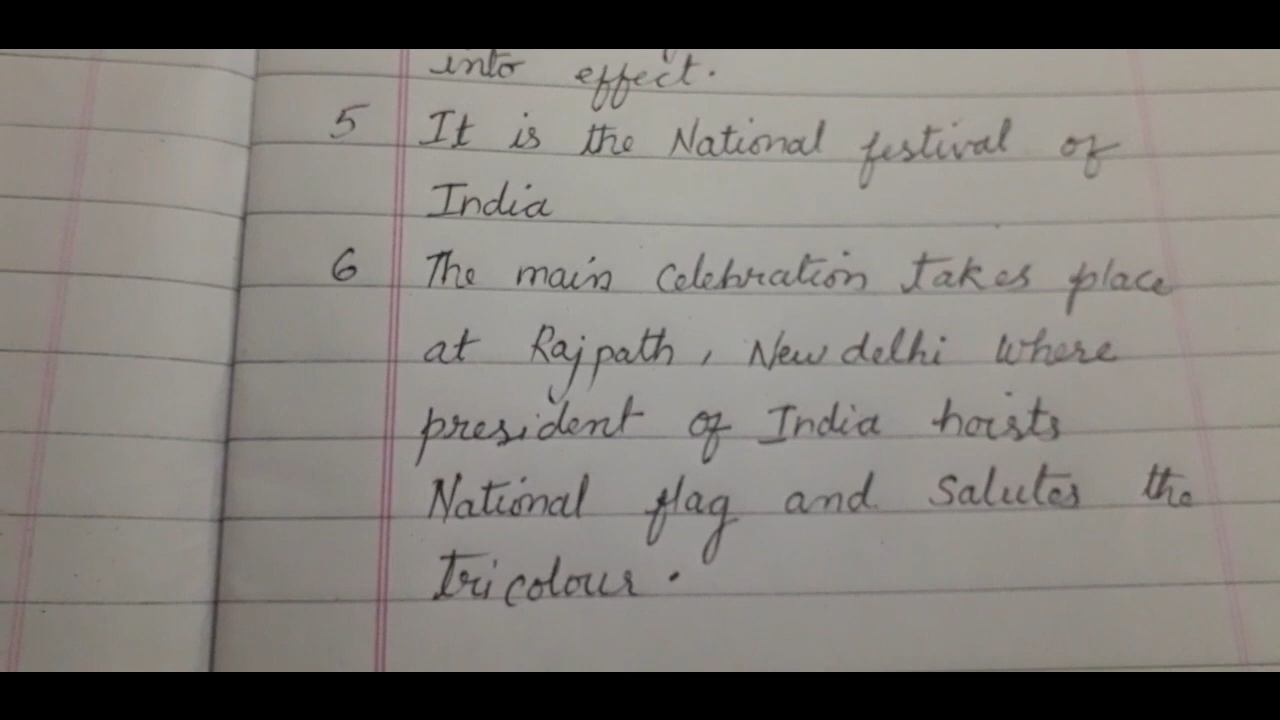 into effect.
5 It is the National festival of
India
6 The main celebration takes place
at Rajpath, New delhi where
president of India hoists
National flag and salutes the
Tricolour.